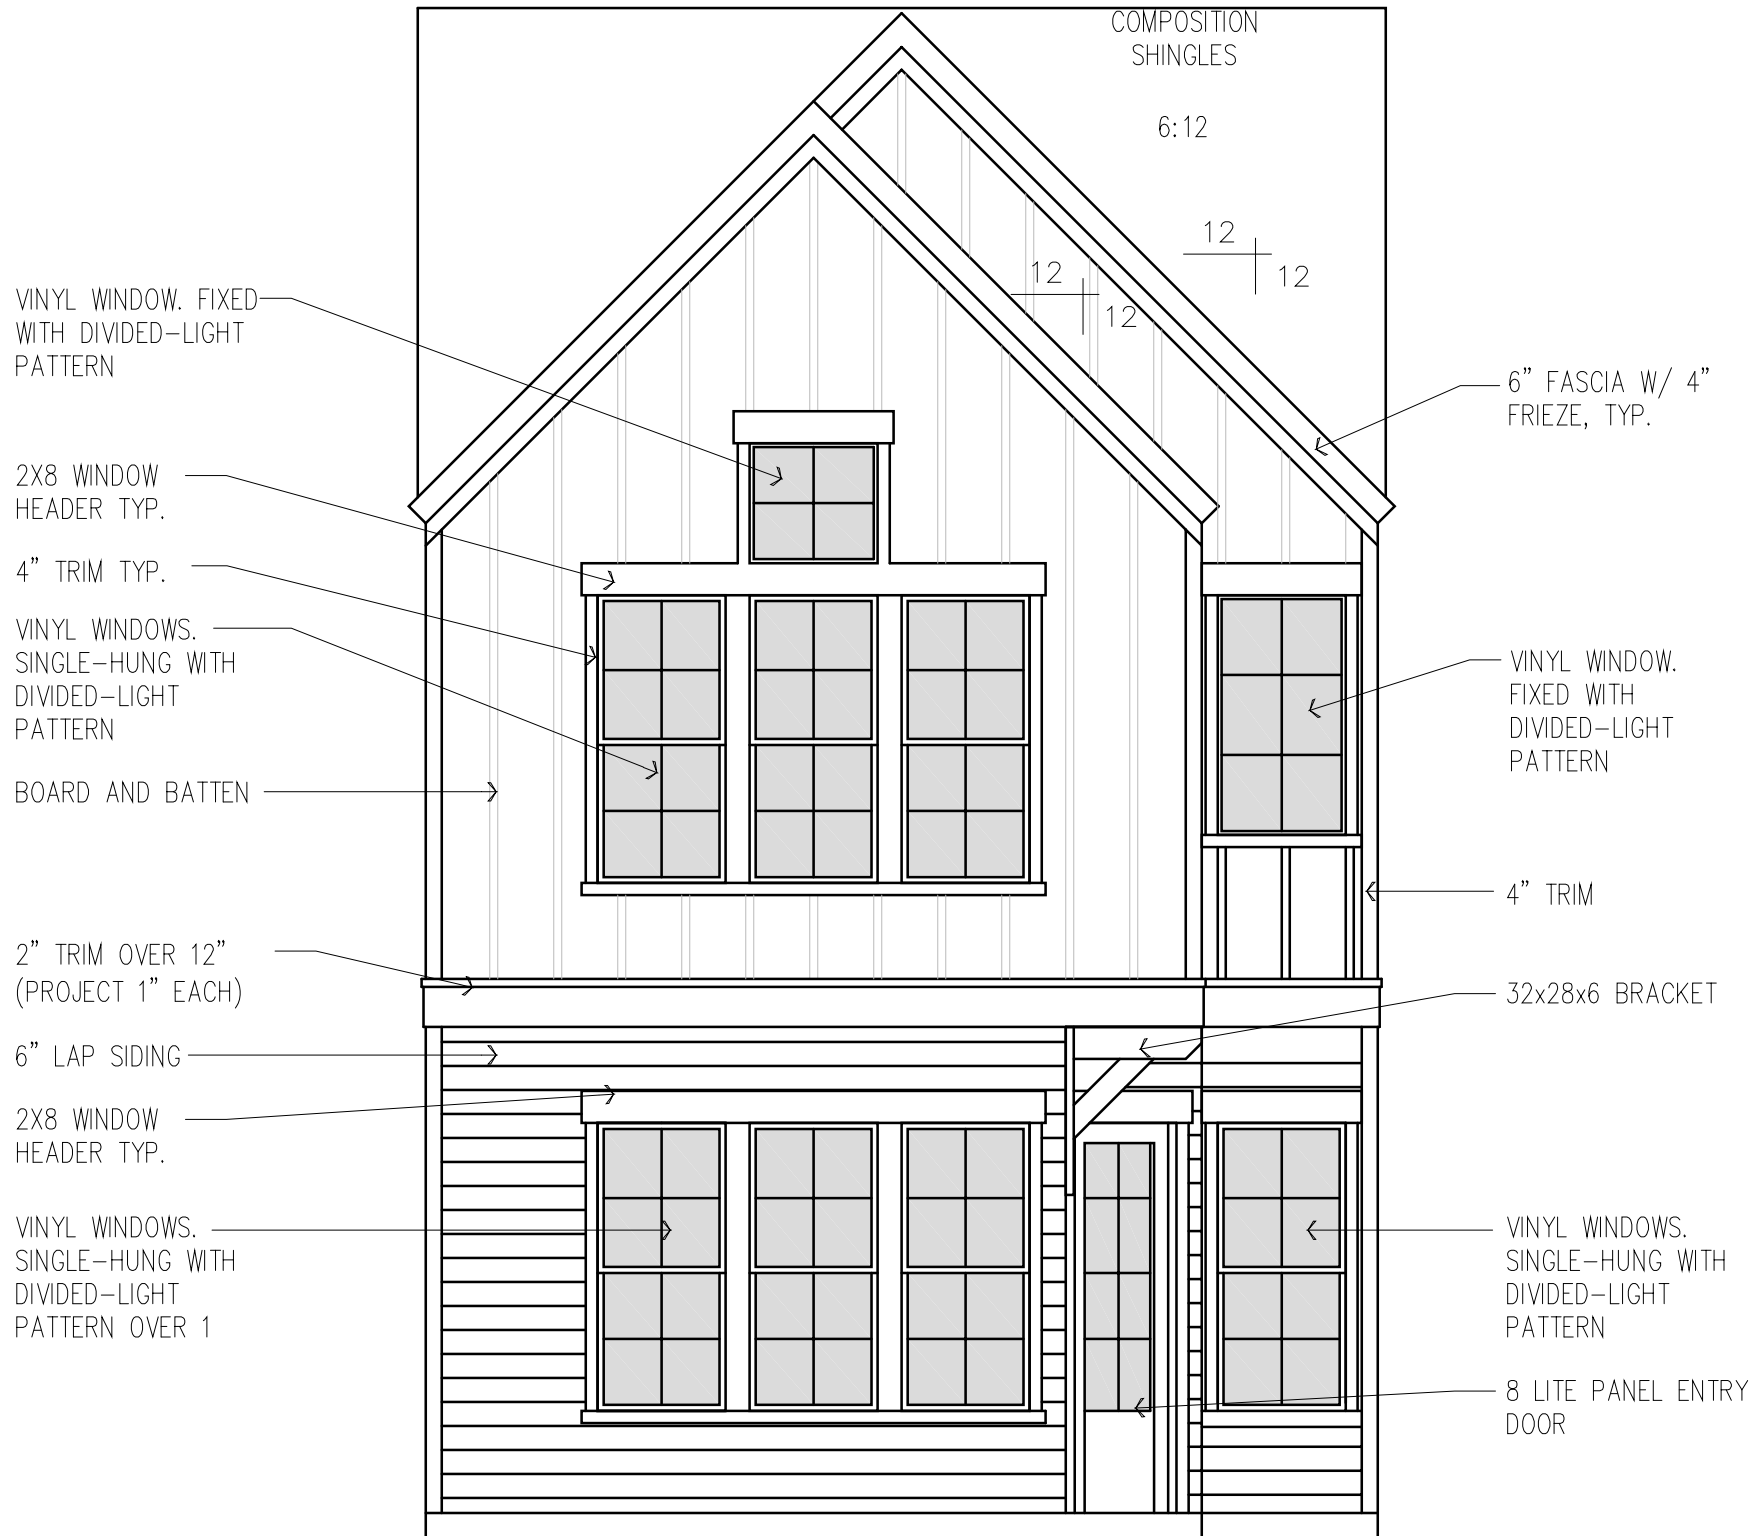 COMPOSITION
SHINGLES
6:12
12
12
12
12
VINYL WINDOW. FIXED
WITH DIVIDED-LIGHT
PATTERN
2X8 WINDOW
HEADER TYP.
4” TRIM TYP.
VINYL WINDOWS.
SINGLE-HUNG WITH
DIVIDED-LIGHT
PATTERN
BOARD AND BATTEN
2” TRIM OVER 12”
(PROJECT 1” EACH)
6” LAP SIDING
2X8 WINDOW
HEADER TYP.
VINYL WINDOWS.
SINGLE-HUNG WITH
DIVIDED-LIGHT
PATTERN OVER 1
6” FASCIA W/ 4”
FRIEZE, TYP.
VINYL WINDOW.
FIXED WITH
DIVIDED-LIGHT
PATTERN
4” TRIM
32x28x6 BRACKET
VINYL WINDOWS.
SINGLE-HUNG WITH
DIVIDED-LIGHT
PATTERN
8 LITE PANEL ENTRY
DOOR